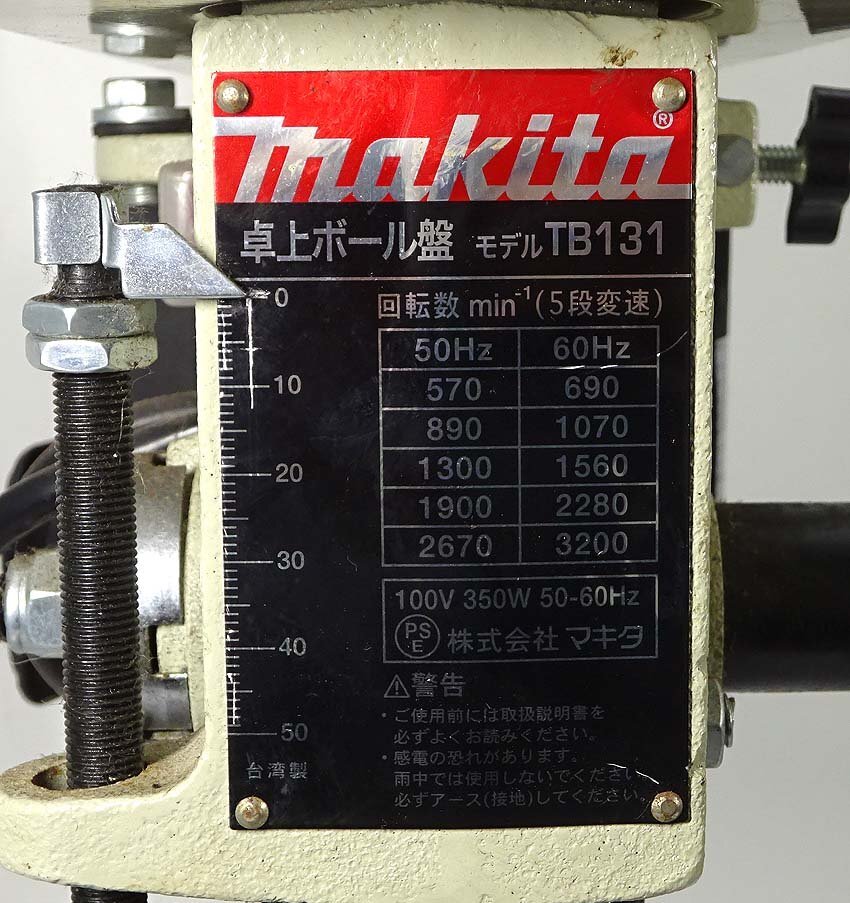 makita®
卓上ボール盤 モデルTB131
0
10
20
30
40
50
回転数 min⁻¹(5段変速)
50Hz 60Hz
570 690
890 1070
1300 1560
1900 2280
2670 3200
100V 350W 50-60Hz
PS
E
株式会社 マキタ
⚠警告
・ご使用前には取扱説明書を
必ずよくお読みください。
・感電の恐れがあります。
雨中では使用しないでください
必ずアース(接地)してください。
台湾製